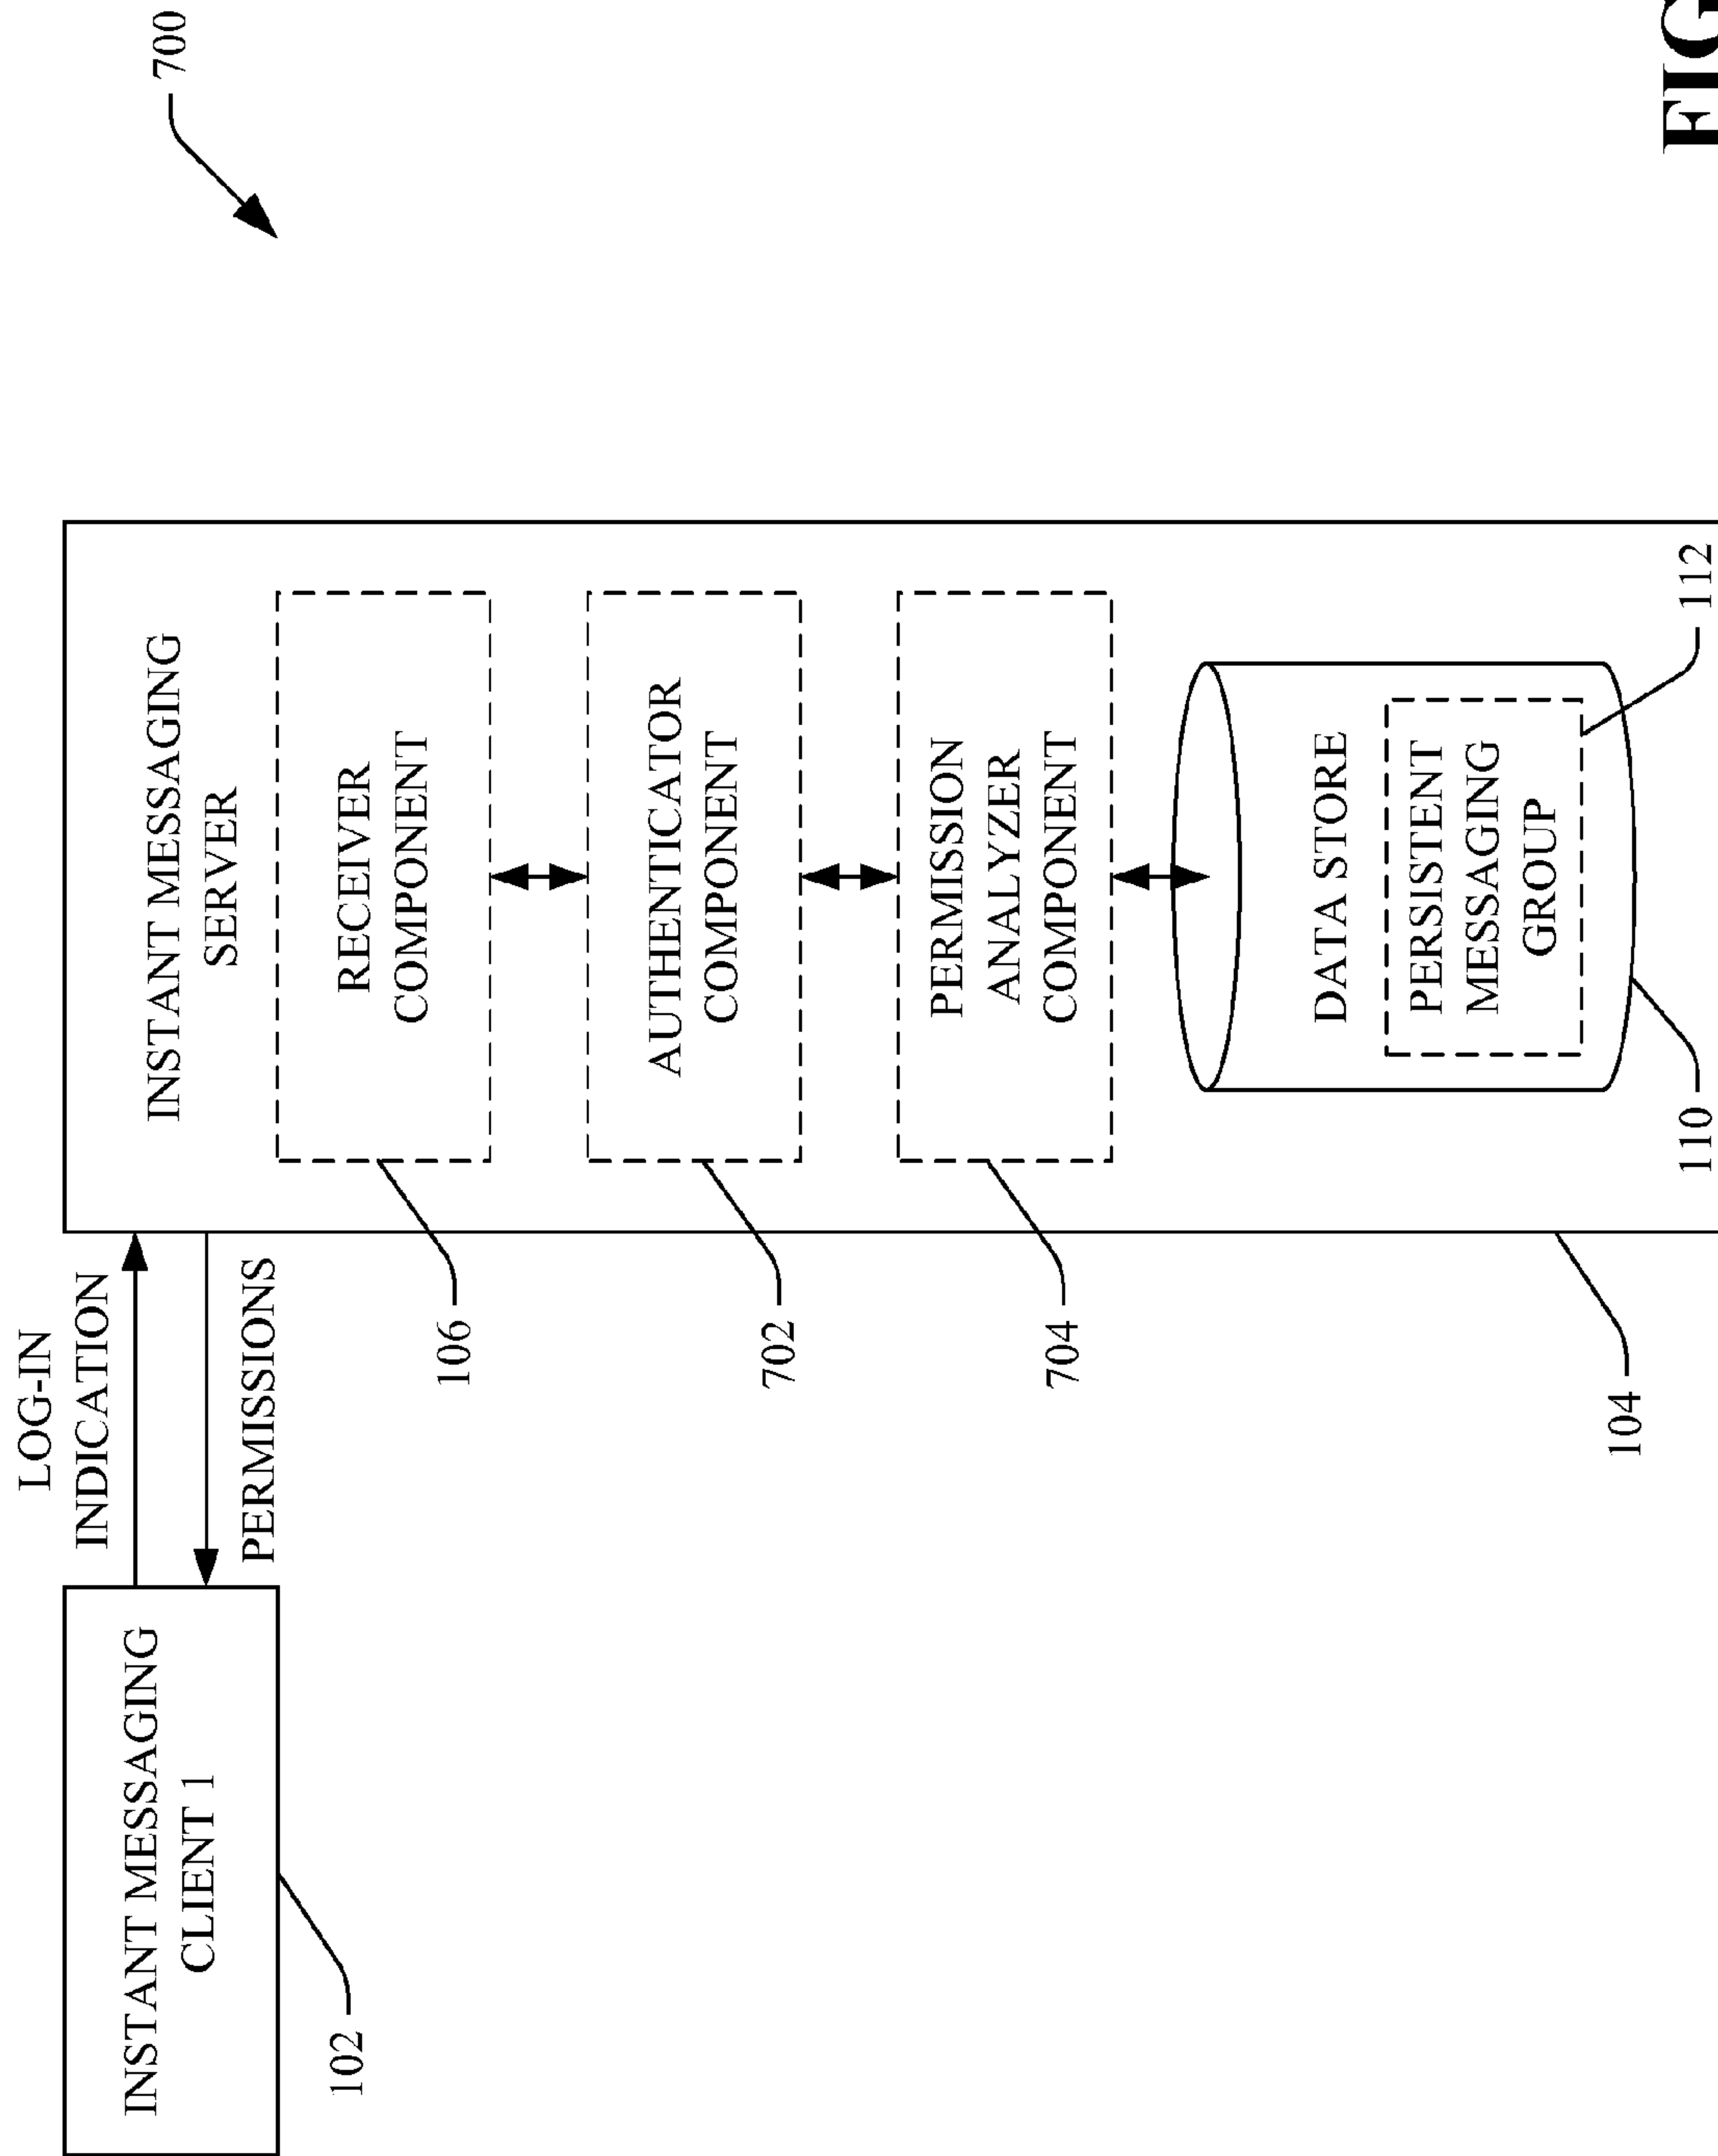 700
LOG-IN
INDICATION
PERMISSIONS
INSTANT MESSAGING
CLIENT 1
102
INSTANT MESSAGING
SERVER
RECEIVER
COMPONENT
106
AUTHENTICATOR
COMPONENT
702
PERMISSION
ANALYZER
COMPONENT
704
DATA STORE
PERSISTENT
MESSAGING
GROUP
104
110
112
FIG